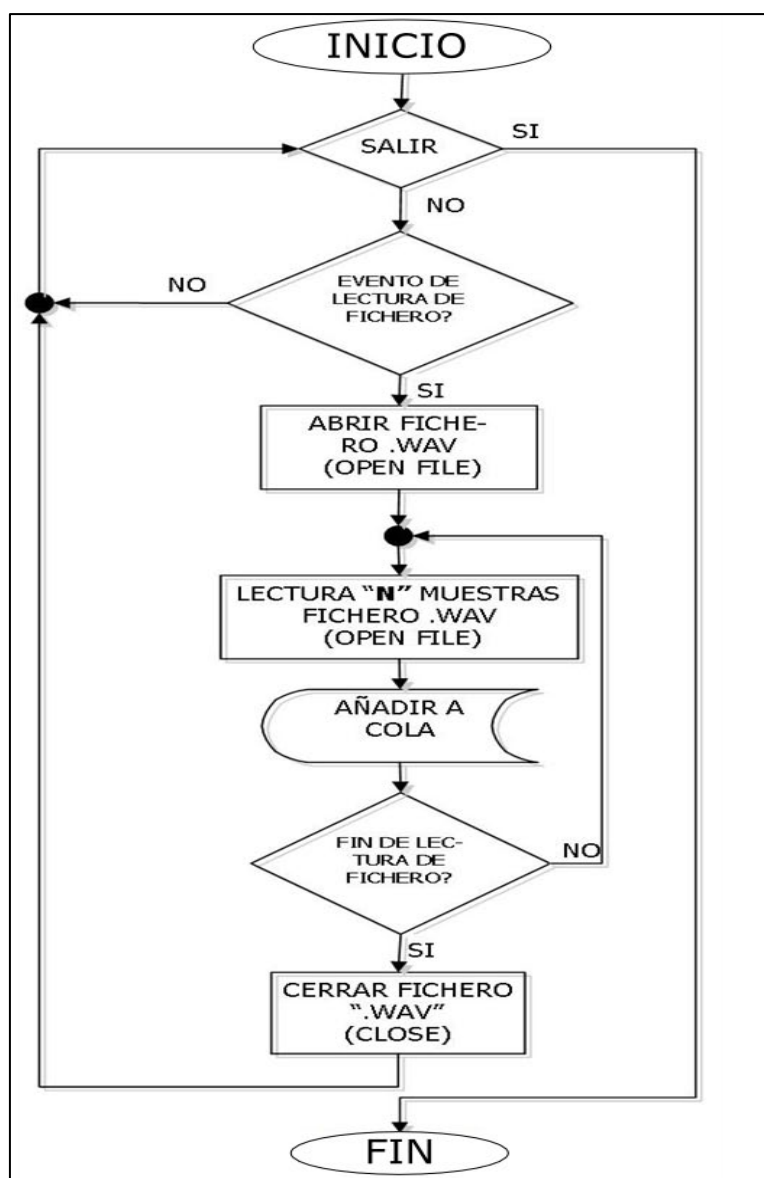 INICIO
SALIR
SI
NO
EVENTO DE
LECTURA DE
FICHERO?
NO
SI
ABRIR FICHE-
RO .WAV
(OPEN FILE)
LECTURA “N” MUESTRAS
FICHERO .WAV
(OPEN FILE)
AÑADIR A
COLA
FIN DE LEC-
TURA DE
FICHERO?
NO
SI
CERRAR FICHERO
“.WAV”
(CLOSE)
FIN